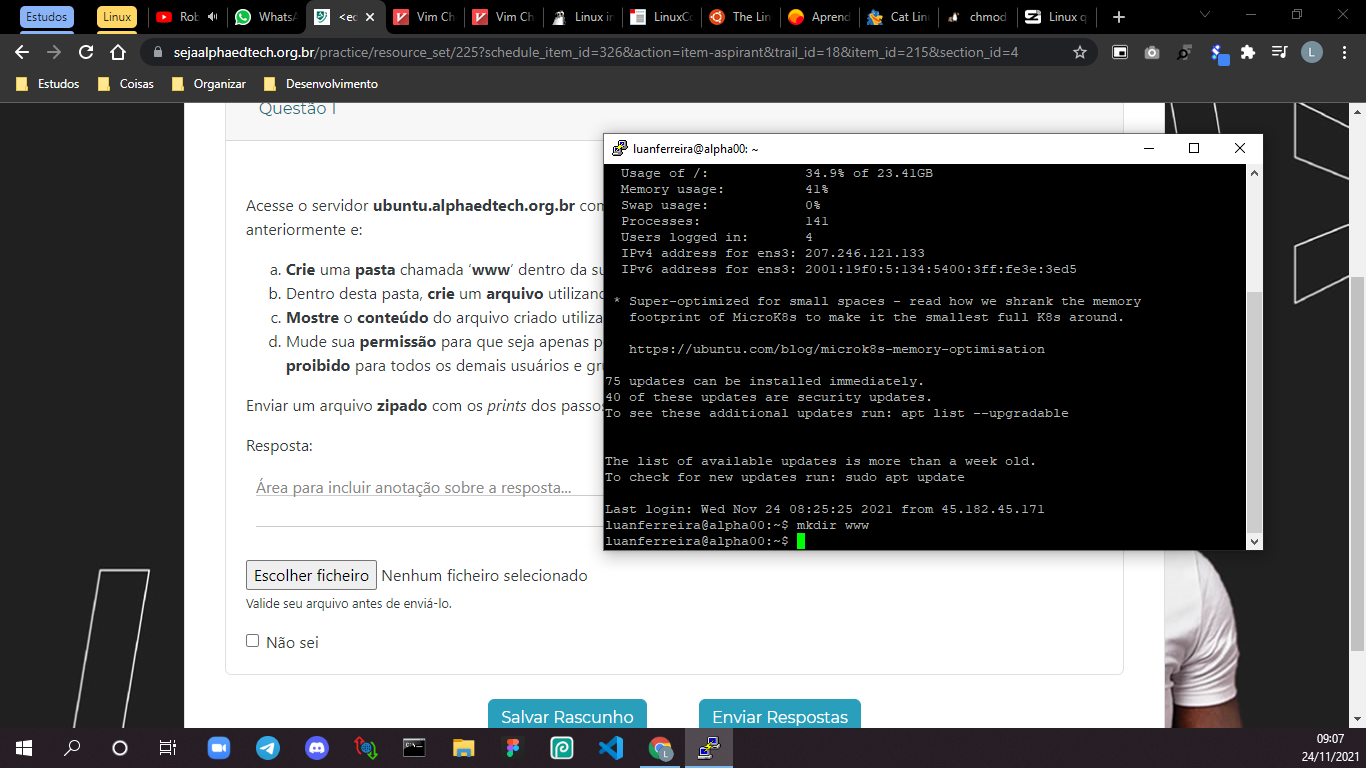 Estudos
Linux
Rob
WhatsA
<ec
Vim Ch
Vim Ch
Linux in
LinuxCo
The Lin
Aprend
Cat Lin
chmod
Linux q
sejaalphaedtech.org.br/practice/resource_set/225?schedule_item_id=326&action=item-aspirant&trail_id=18&item_id=215&section_id=4
L
Estudos
Coisas
Organizar
Desenvolvimento
Questão 1
Acesse o servidor ubuntu.alphaedtech.org.br com
anteriormente e:
a. Crie uma pasta chamada ‘www’ dentro da su
b. Dentro desta pasta, crie um arquivo utilizand
c. Mostre o conteúdo do arquivo criado utiliza
d. Mude sua permissão para que seja apenas p
proibido para todos os demais usuários e gru
Enviar um arquivo zipado com os prints dos passos
Resposta:
Área para incluir anotação sobre a resposta...
Escolher ficheiro Nenhum ficheiro selecionado
Valide seu arquivo antes de enviá-lo.
Não sei
Salvar Rascunho
Enviar Respostas
luanferreira@alpha00: ~
Usage of /: 34.9% of 23.41GB
Memory usage: 41%
Swap usage: 0%
Processes: 141
Users logged in: 4
IPv4 address for ens3: 207.246.121.133
IPv6 address for ens3: 2001:19f0:5:134:5400:3ff:fe3e:3ed5
* Super-optimized for small spaces - read how we shrank the memory
footprint of MicroK8s to make it the smallest full K8s around.
https://ubuntu.com/blog/microk8s-memory-optimisation
75 updates can be installed immediately.
40 of these updates are security updates.
To see these additional updates run: apt list --upgradable
The list of available updates is more than a week old.
To check for new updates run: sudo apt update
Last login: Wed Nov 24 08:25:25 2021 from 45.182.45.171
luanferreira@alpha00:~$ mkdir www
luanferreira@alpha00:~$
09:07
24/11/2021